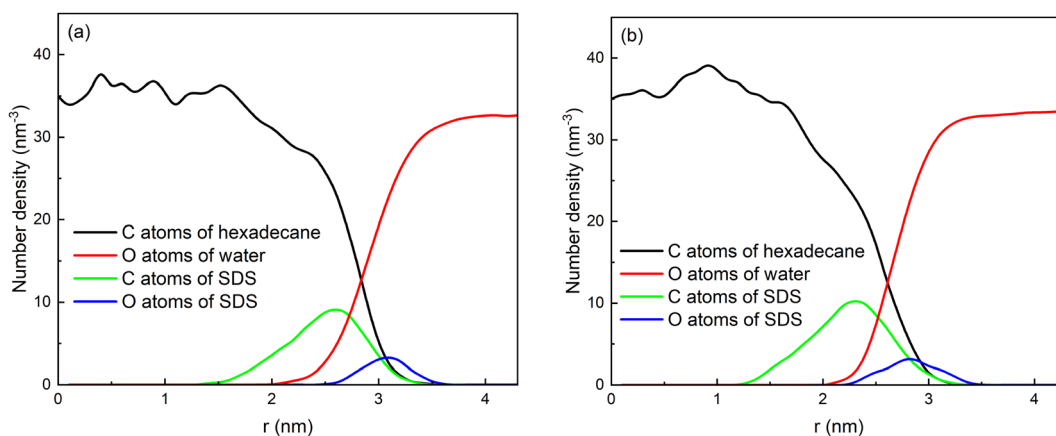 (a)
40
30
20
10
0
Number density (nm⁻³)
C atoms of hexadecane
O atoms of water
C atoms of SDS
O atoms of SDS
0 1 2 3 4
r (nm)
(b)
40
30
20
10
0
Number density (nm⁻³)
C atoms of hexadecane
O atoms of water
C atoms of SDS
O atoms of SDS
0 1 2 3 4
r (nm)